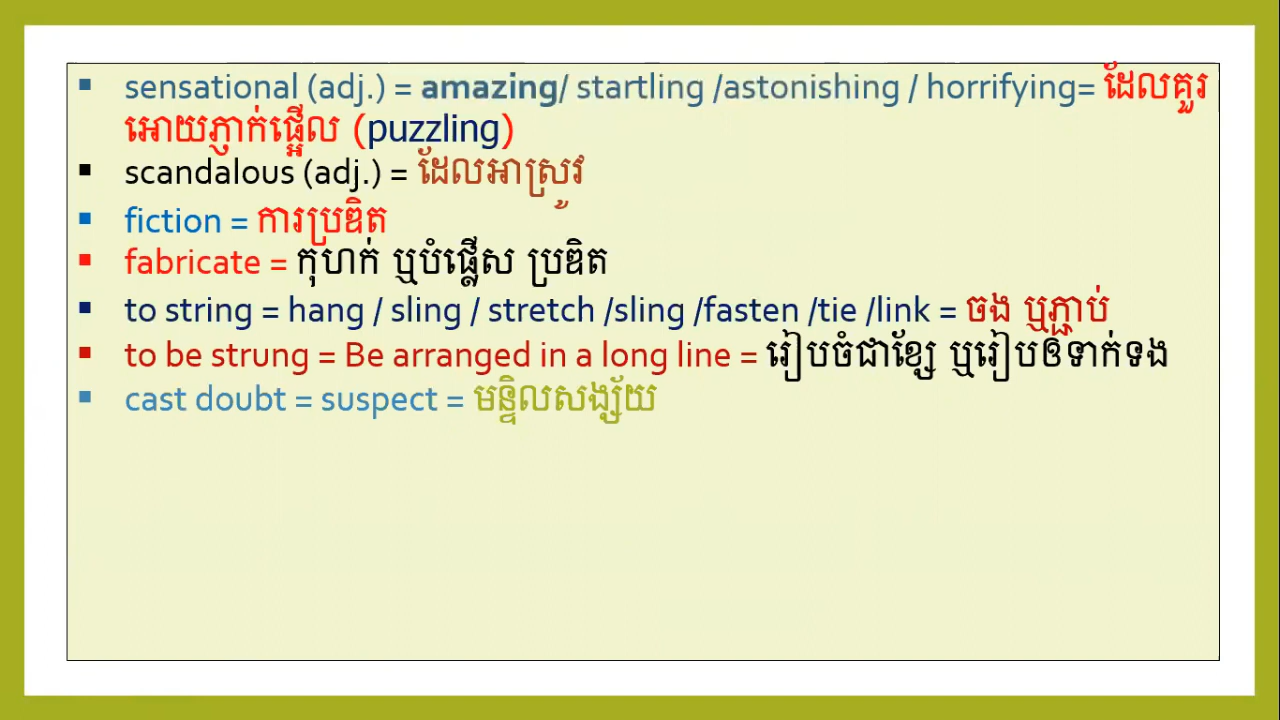 ▪ sensational (adj.) = amazing/ startling /astonishing / horrifying= ដែលគួរ
អោយភ្ញាក់ផ្អើល (puzzling)
▪ scandalous (adj.) = ដែលអាស្រូវ
▪ fiction = ការប្រឌិត
▪ fabricate = កុហក់ ឬបំផ្លើស ប្រឌិត
▪ to string = hang / sling / stretch /sling /fasten /tie /link = ចង ឬភ្ជាប់
▪ to be strung = Be arranged in a long line = រៀបចំជាខ្សែ ឬរៀបឲទាក់ទង
▪ cast doubt = suspect = មន្ទិលសង្ស័យ